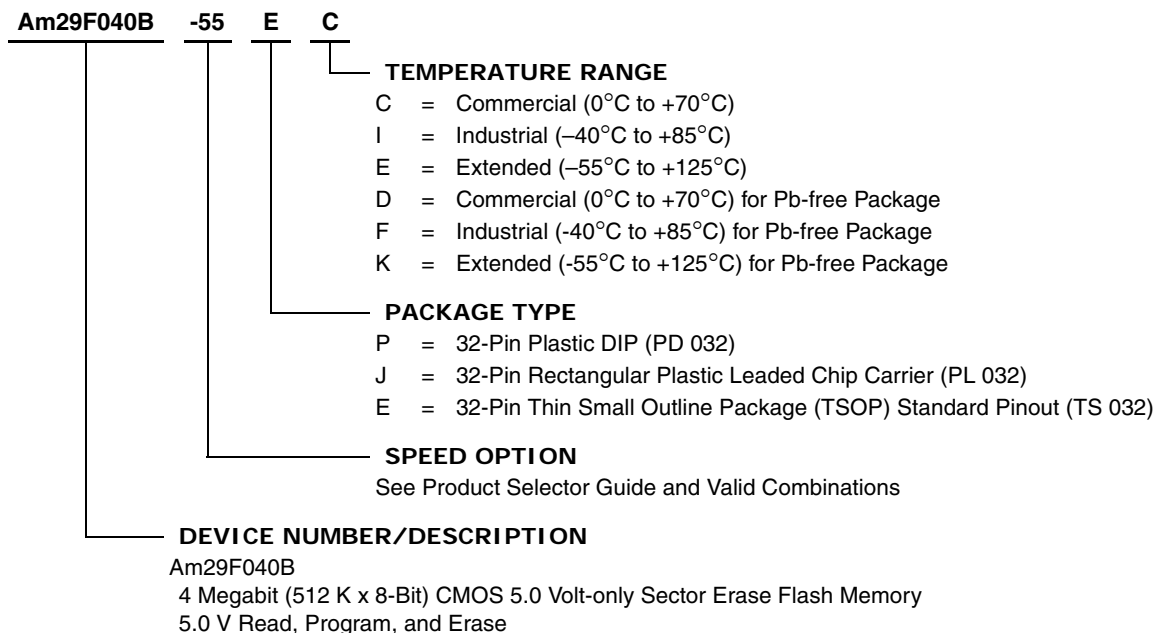 Am29F040B -55 E C
TEMPERATURE RANGE
C = Commercial (0°C to +70°C)
I = Industrial (–40°C to +85°C)
E = Extended (–55°C to +125°C)
D = Commercial (0°C to +70°C) for Pb-free Package
F = Industrial (-40°C to +85°C) for Pb-free Package
K = Extended (-55°C to +125°C) for Pb-free Package
PACKAGE TYPE
P = 32-Pin Plastic DIP (PD 032)
J = 32-Pin Rectangular Plastic Leaded Chip Carrier (PL 032)
E = 32-Pin Thin Small Outline Package (TSOP) Standard Pinout (TS 032)
SPEED OPTION
See Product Selector Guide and Valid Combinations
DEVICE NUMBER/DESCRIPTION
Am29F040B
4 Megabit (512 K x 8-Bit) CMOS 5.0 Volt-only Sector Erase Flash Memory
5.0 V Read, Program, and Erase